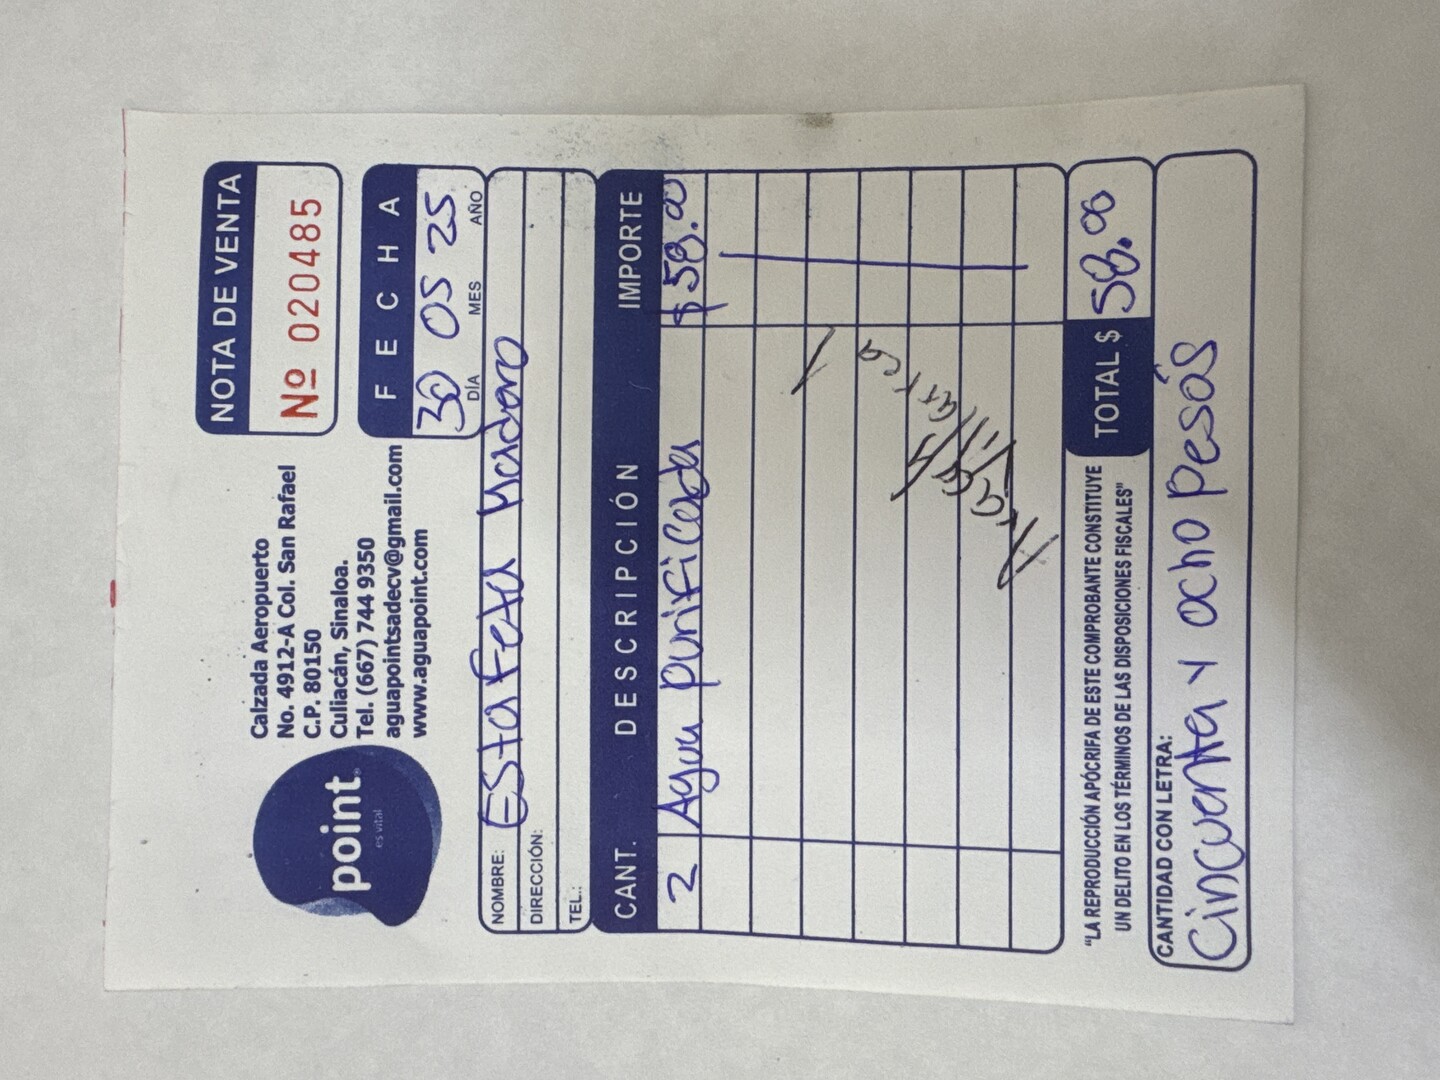 point
es vital
Calzada Aeropuerto
No. 4912-A Col. San Rafael
C.P. 80150
Culiacán, Sinaloa.
Tel. (667) 744 9350
aguapointsadecv@gmail.com
www.aguapoint.com
NOTA DE VENTA
Nº 020485
FECHA
30 05 25
DÍA MES AÑO
NOMBRE: Estafeta Madero
DIRECCIÓN:
TEL.:
CANT. DESCRIPCIÓN IMPORTE
2 Agua purificada $58.00
TOTAL $ 58.00
"LA REPRODUCCIÓN APÓCRIFA DE ESTE COMPROBANTE CONSTITUYE
UN DELITO EN LOS TÉRMINOS DE LAS DISPOSICIONES FISCALES"
CANTIDAD CON LETRA:
Cincuenta y ocho pesos